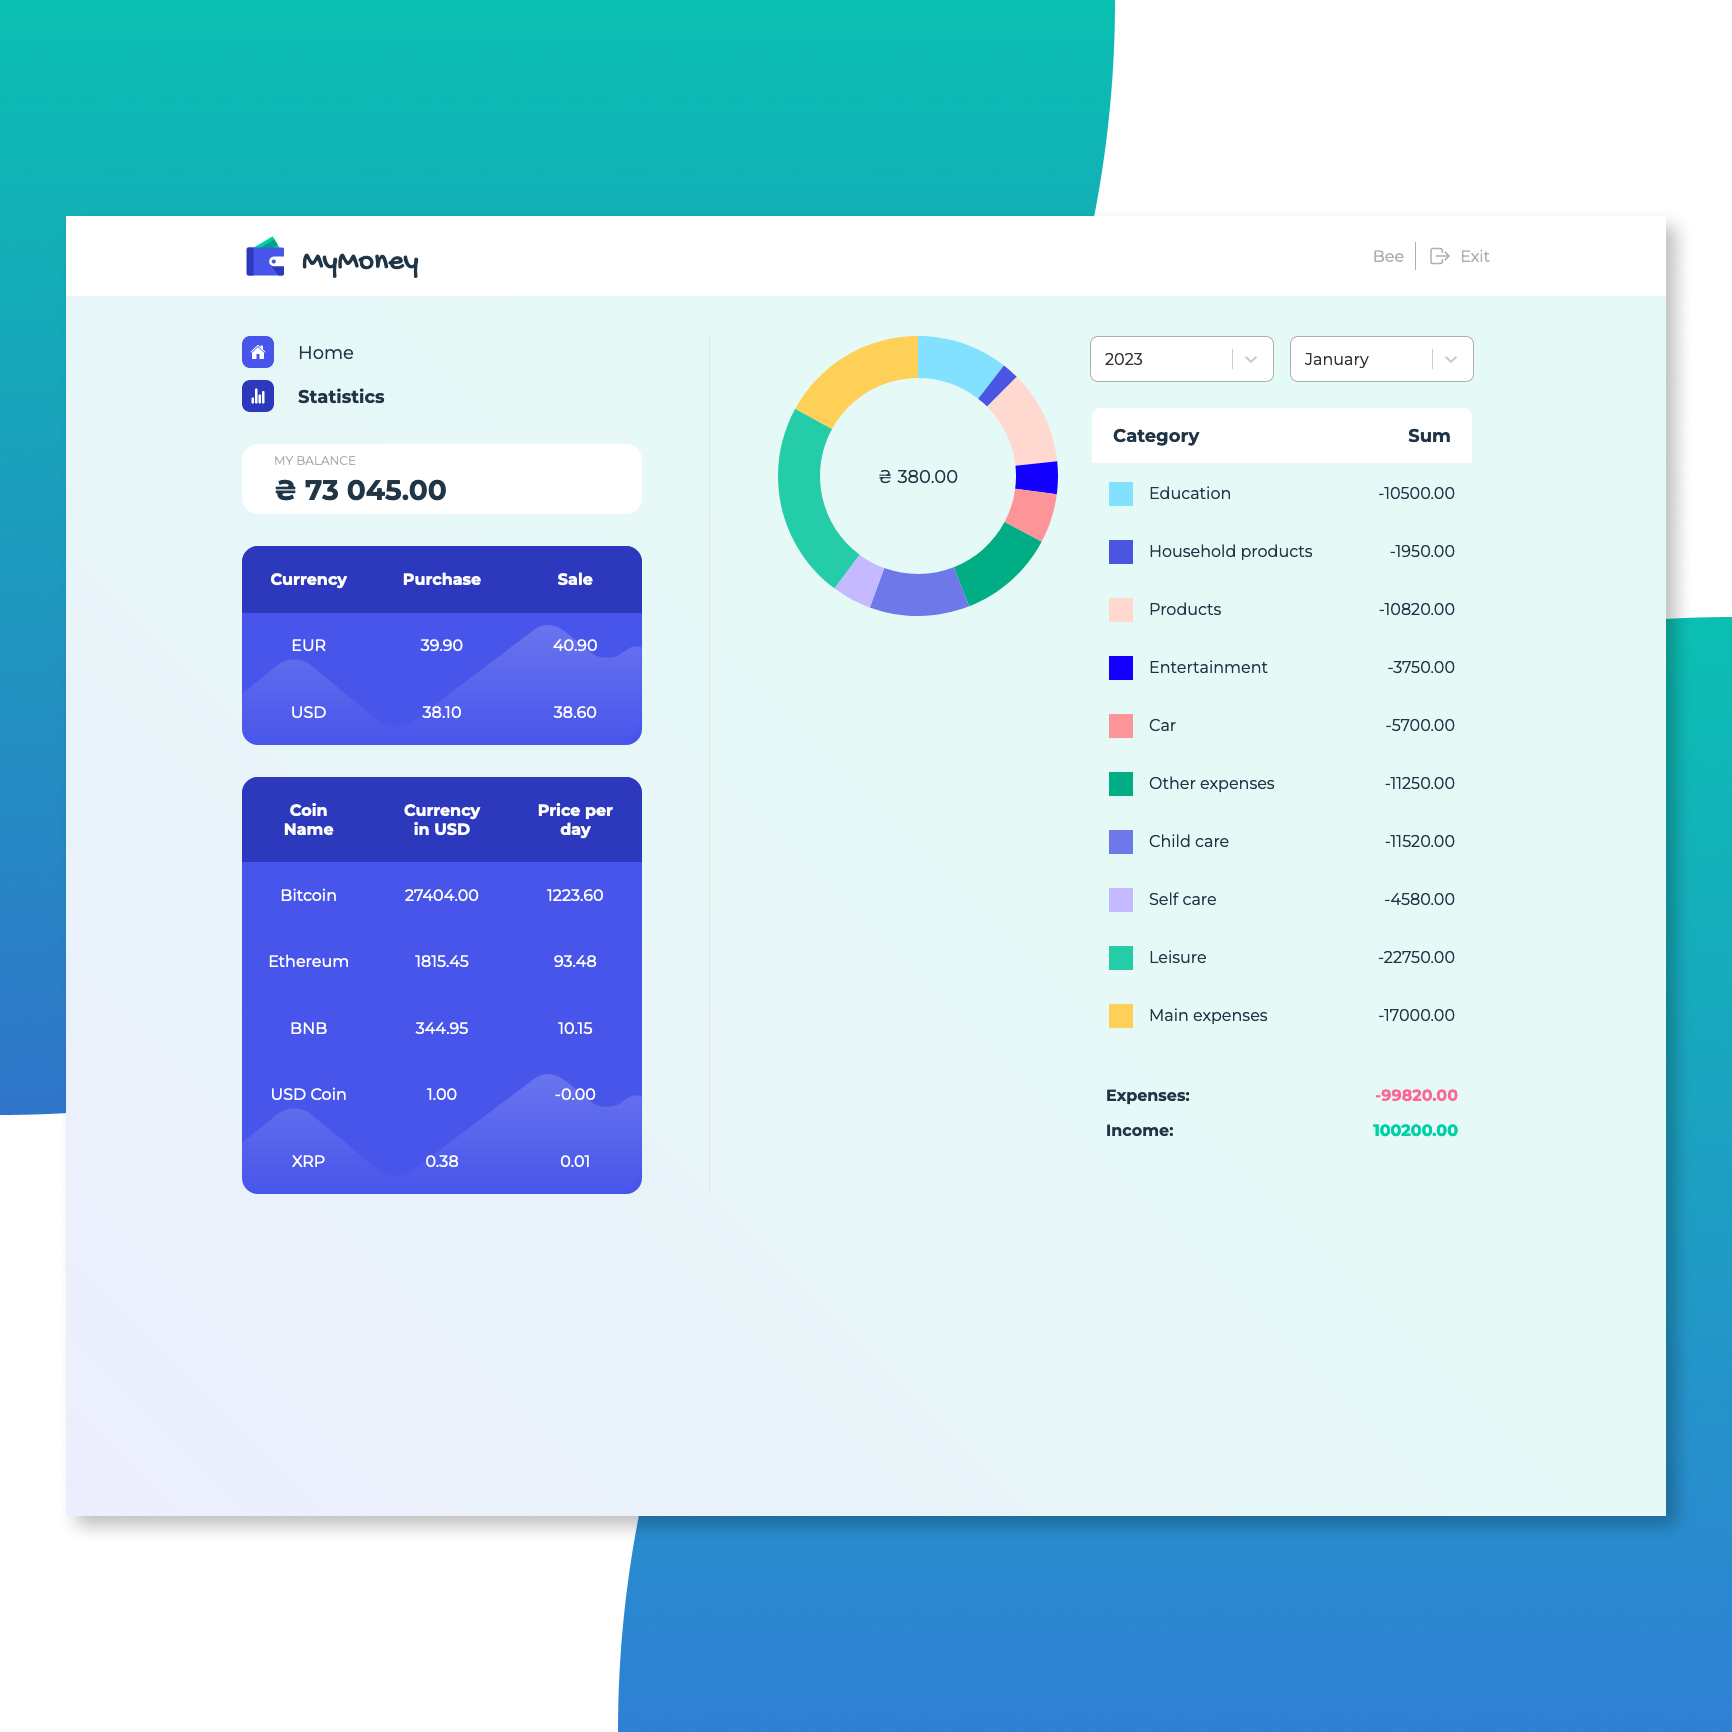 MyMoney
Bee Exit
Home
Statistics
MY BALANCE
₴ 73 045.00
Currency Purchase Sale
EUR 39.90 40.90
USD 38.10 38.60
Coin Name Currency in USD Price per day
Bitcoin 27404.00 1223.60
Ethereum 1815.45 93.48
BNB 344.95 10.15
USD Coin 1.00 -0.00
XRP 0.38 0.01
₴ 380.00
2023 January
Category Sum
Education -10500.00
Household products -1950.00
Products -10820.00
Entertainment -3750.00
Car -5700.00
Other expenses -11250.00
Child care -11520.00
Self care -4580.00
Leisure -22750.00
Main expenses -17000.00
Expenses: -99820.00
Income: 100200.00